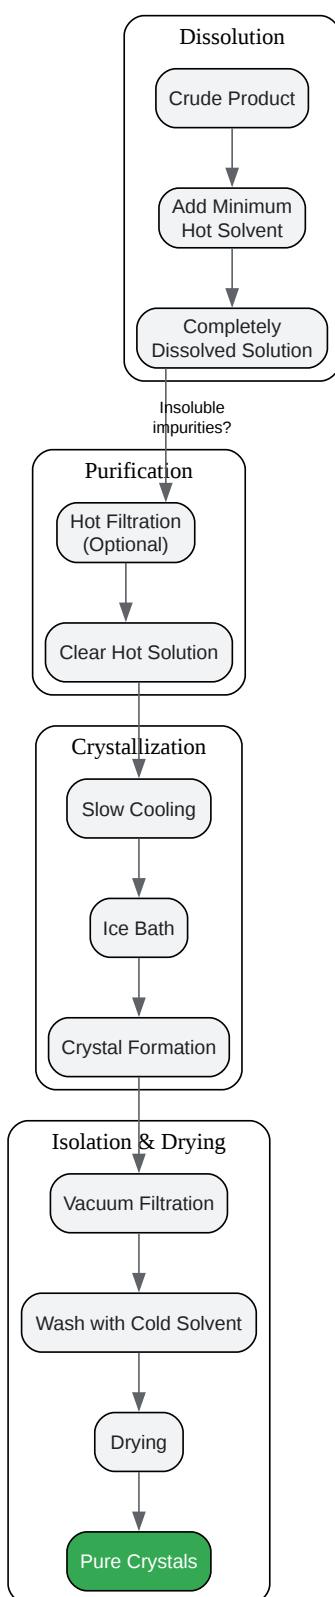 Dissolution
Crude Product
Add Minimum
Hot Solvent
Completely
Dissolved Solution
Insoluble
impurities?
Purification
Hot Filtration
(Optional)
Clear Hot Solution
Crystallization
Slow Cooling
Ice Bath
Crystal Formation
Isolation & Drying
Vacuum Filtration
Wash with Cold Solvent
Drying
Pure Crystals